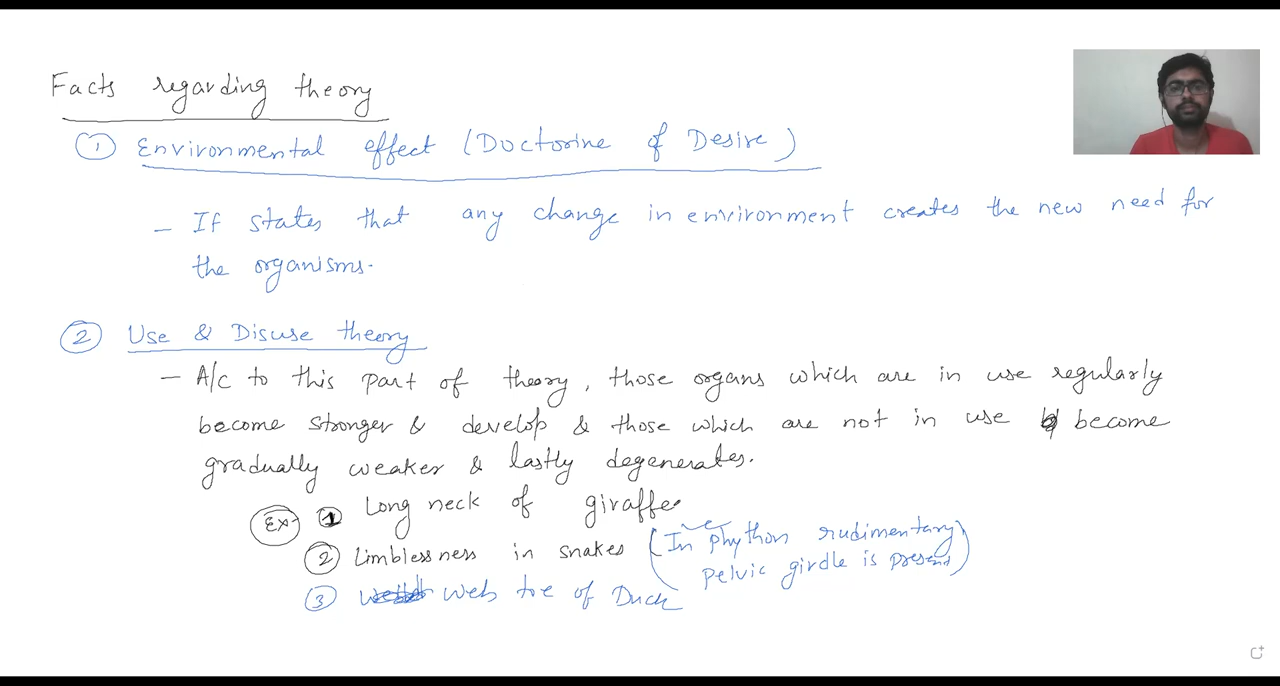 Facts regarding theory
① Environmental effect (Doctorine of Desire)
- If states that any change in environment creates the new need for
the organisms.
② Use & Disuse theory
- A/c to this part of theory, those organs which are in use regularly
become stronger & develop & those which are not in use become
gradually weaker & lastly degenerates.
Ex- ① Long neck of giraffe
② Limblessness in snakes (In phython rudimentary
pelvic girdle is present)
③ web toe of Duck